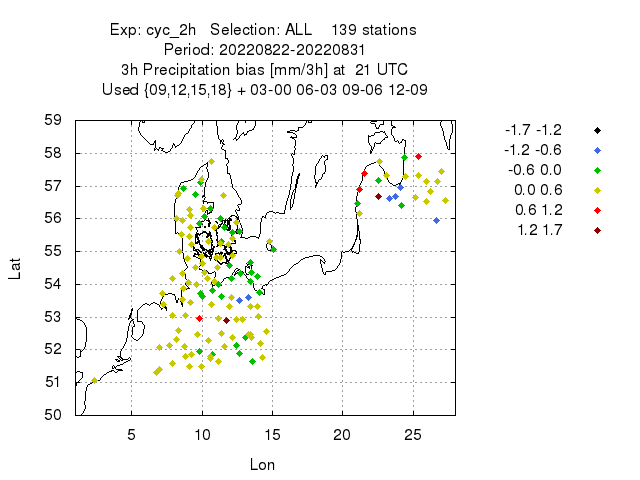 Exp: cyc_2h Selection: ALL 139 stations
Period: 20220822-20220831
3h Precipitation bias [mm/3h] at 21 UTC
Used {09,12,15,18} + 03-00 06-03 09-06 12-09
59
58
57
56
55
54
53
52
51
50
Lat
5 10 15 20 25
Lon
-1.7 -1.2
-1.2 -0.6
-0.6 0.0
0.0 0.6
0.6 1.2
1.2 1.7